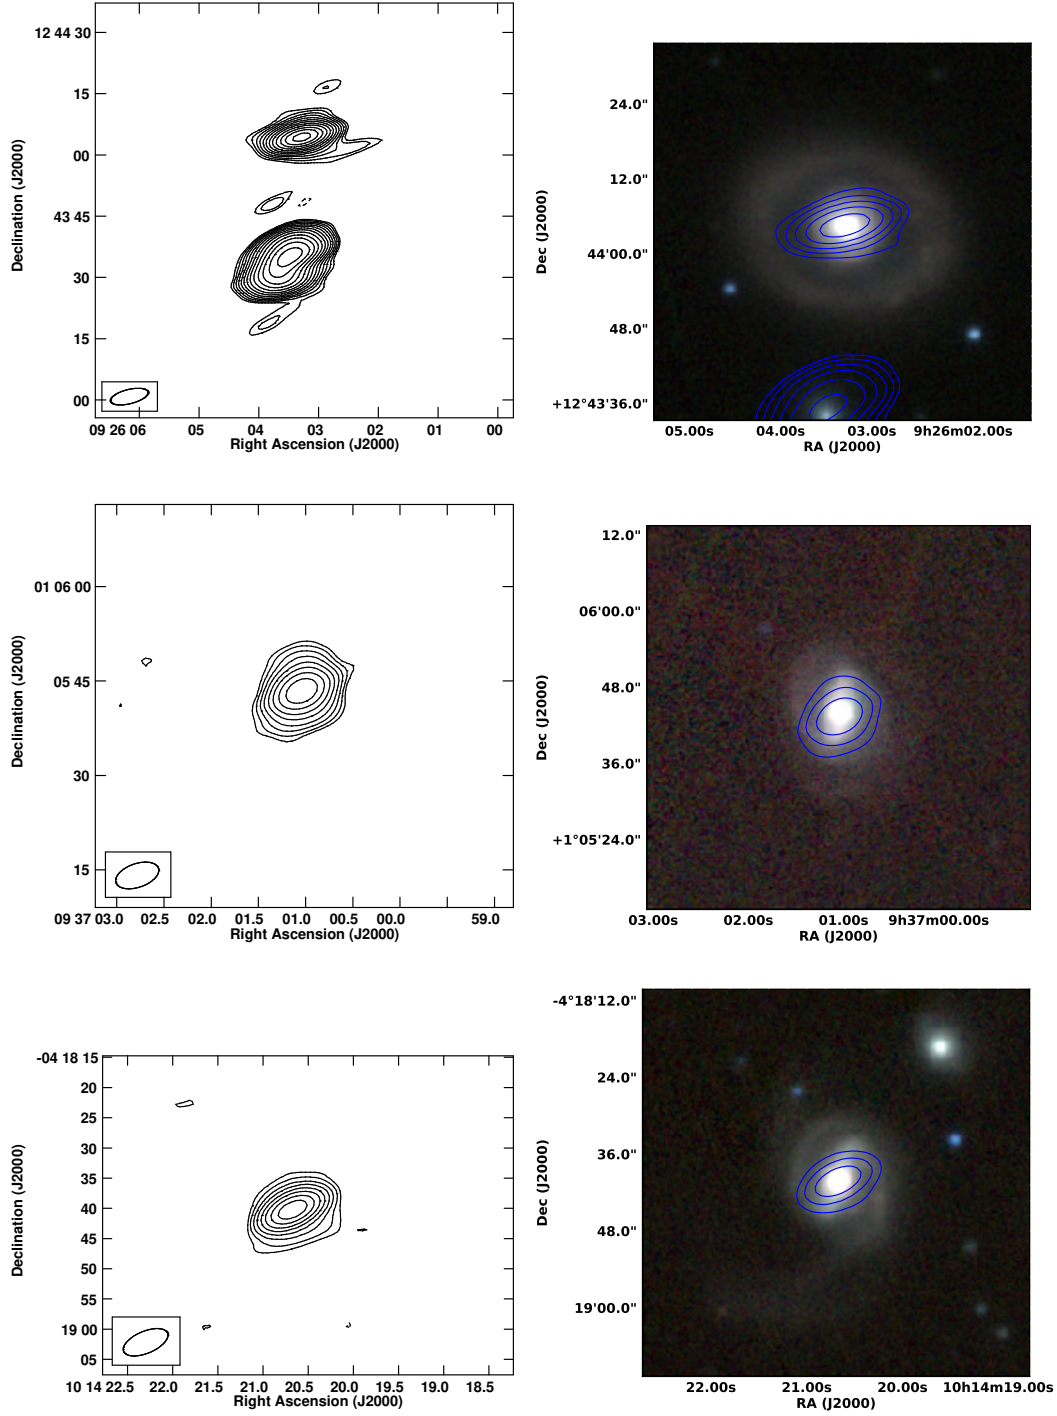 12 44 30
15
00
43 45
30
15
00
Declination (J2000)
09 26 06 05 04 03 02 01 00
Right Ascension (J2000)
24.0"
12.0"
44'00.0"
48.0"
+12°43'36.0"
Dec (J2000)
05.00s 04.00s 03.00s 9h26m02.00s
RA (J2000)
01 06 00
05 45
30
15
Declination (J2000)
09 37 03.0 02.5 02.0 01.5 01.0 00.5 00.0 59.0
Right Ascension (J2000)
12.0"
06'00.0"
48.0"
36.0"
+1°05'24.0"
Dec (J2000)
03.00s 02.00s 01.00s 9h37m00.00s
RA (J2000)
-04 18 15
20
25
30
35
40
45
50
55
19 00
05
Declination (J2000)
10 14 22.5 22.0 21.5 21.0 20.5 20.0 19.5 19.0 18.5
Right Ascension (J2000)
-4°18'12.0"
24.0"
36.0"
48.0"
19'00.0"
Dec (J2000)
22.00s 21.00s 20.00s 10h14m19.00s
RA (J2000)